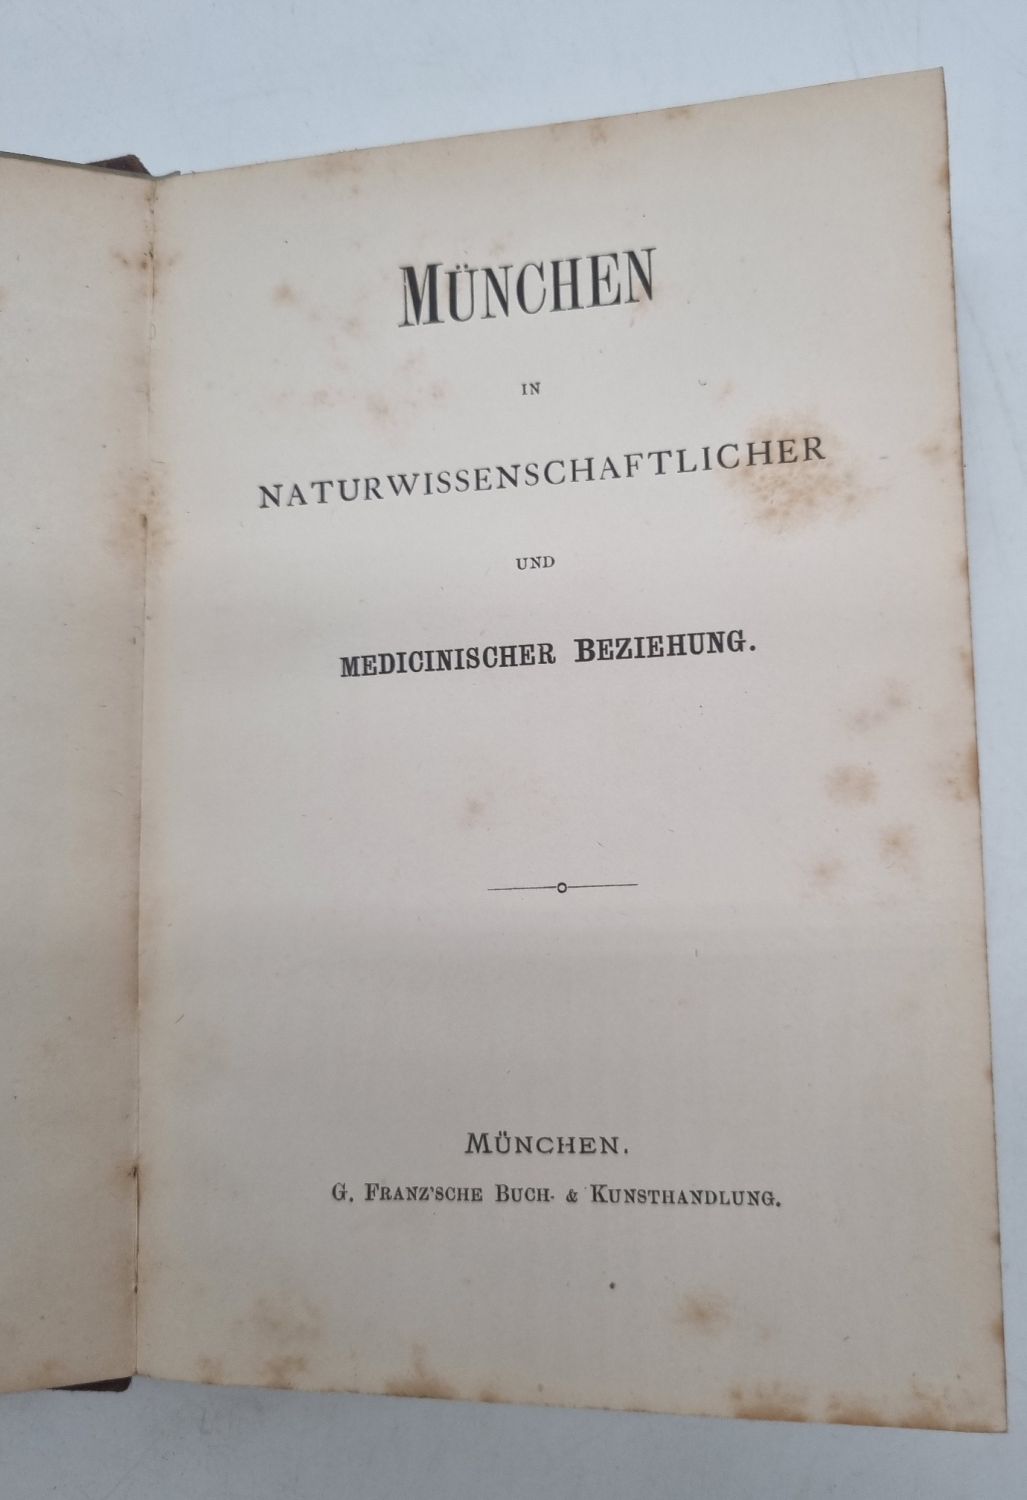 MÜNCHEN
IN
NATURWISSENSCHAFTLICHER
UND
MEDICINISCHER BEZIEHUNG.
MÜNCHEN.
G. FRANZ'SCHE BUCH- & KUNSTHANDLUNG.